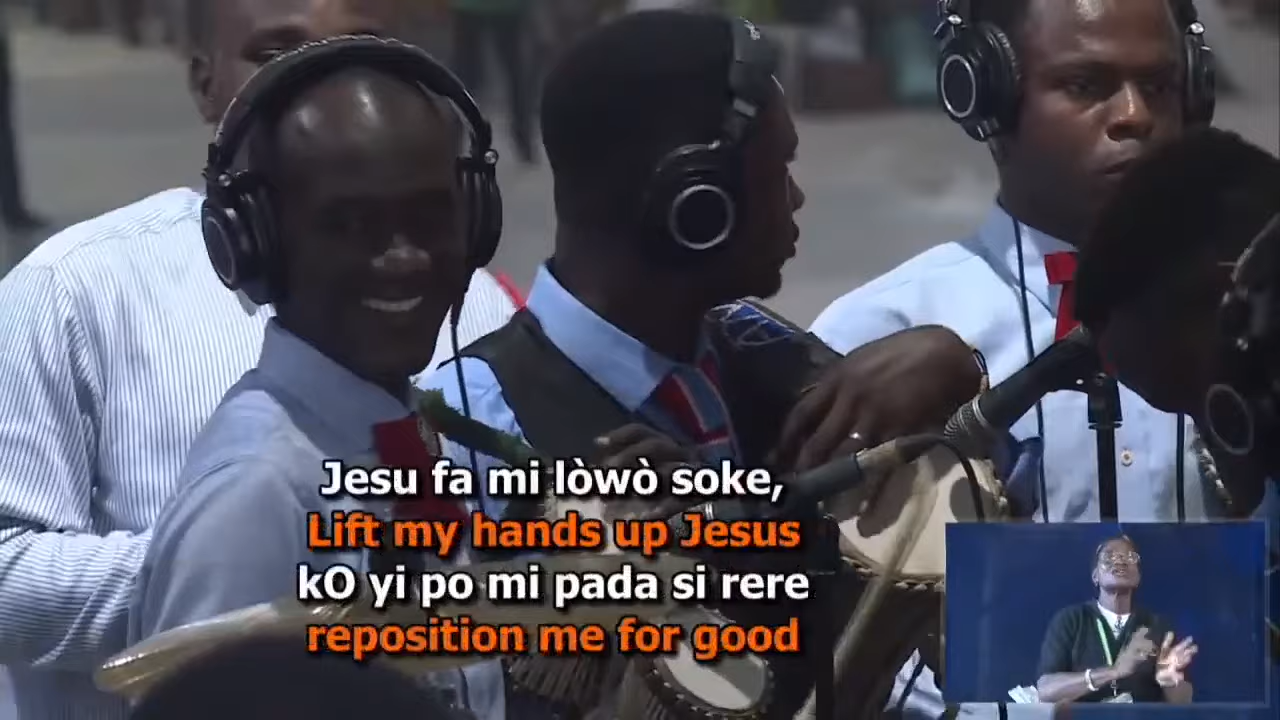 Jesu fa mi lòwò soke,
Lift my hands up Jesus
kO yi po mi pada si rere
reposition me for good